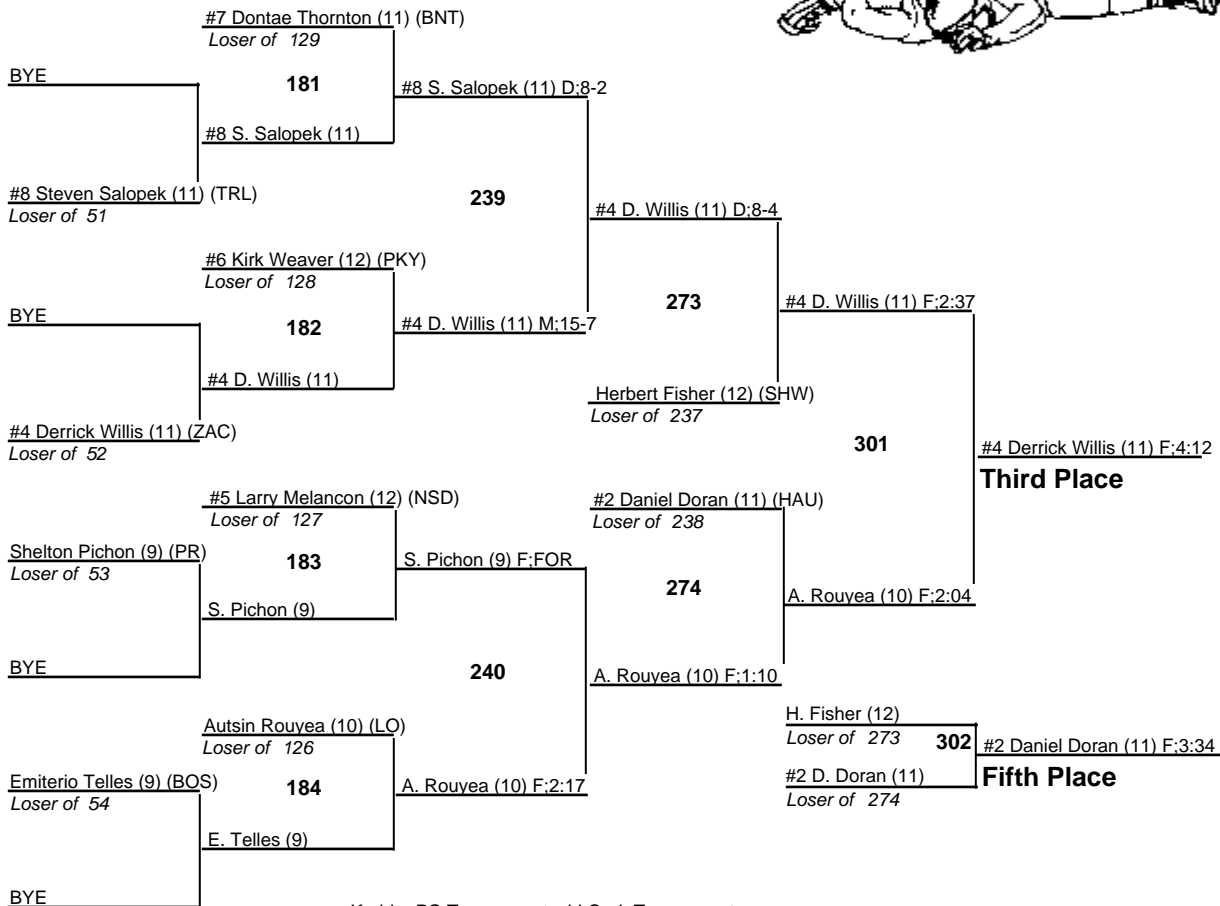 #7 Dontae Thornton (11) (BNT)
Loser of 129
BYE
181
#8 S. Salopek (11) D;8-2
#8 S. Salopek (11)
#8 Steven Salopek (11) (TRL)
Loser of 51
239
#4 D. Willis (11) D;8-4
#6 Kirk Weaver (12) (PKY)
Loser of 128
BYE
182
#4 D. Willis (11) M;15-7
273
#4 D. Willis (11) F;2:37
#4 D. Willis (11)
Herbert Fisher (12) (SHW)
Loser of 237
#4 Derrick Willis (11) (ZAC)
Loser of 52
301
#4 Derrick Willis (11) F;4:12
Third Place
#5 Larry Melancon (12) (NSD)
Loser of 127
#2 Daniel Doran (11) (HAU)
Loser of 238
Shelton Pichon (9) (PR)
Loser of 53
183
S. Pichon (9) F;FOR
274
A. Rouyea (10) F;2:04
S. Pichon (9)
BYE
240
A. Rouyea (10) F;1:10
Autsin Rouyea (10) (LO)
Loser of 126
H. Fisher (12)
Loser of 273
302
#2 Daniel Doran (11) F;3:34
Fifth Place
#2 D. Doran (11)
Loser of 274
Emiterio Telles (9) (BOS)
Loser of 54
184
A. Rouyea (10) F;2:17
E. Telles (9)
BYE